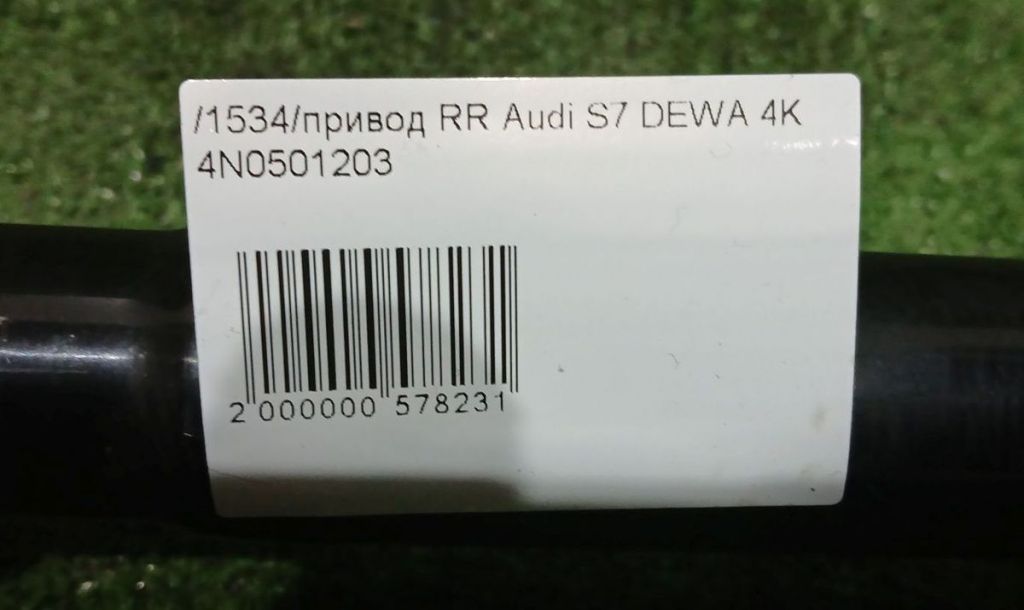 /1534/привод RR Audi S7 DEWA 4K
4N0501203
2 000000 578231